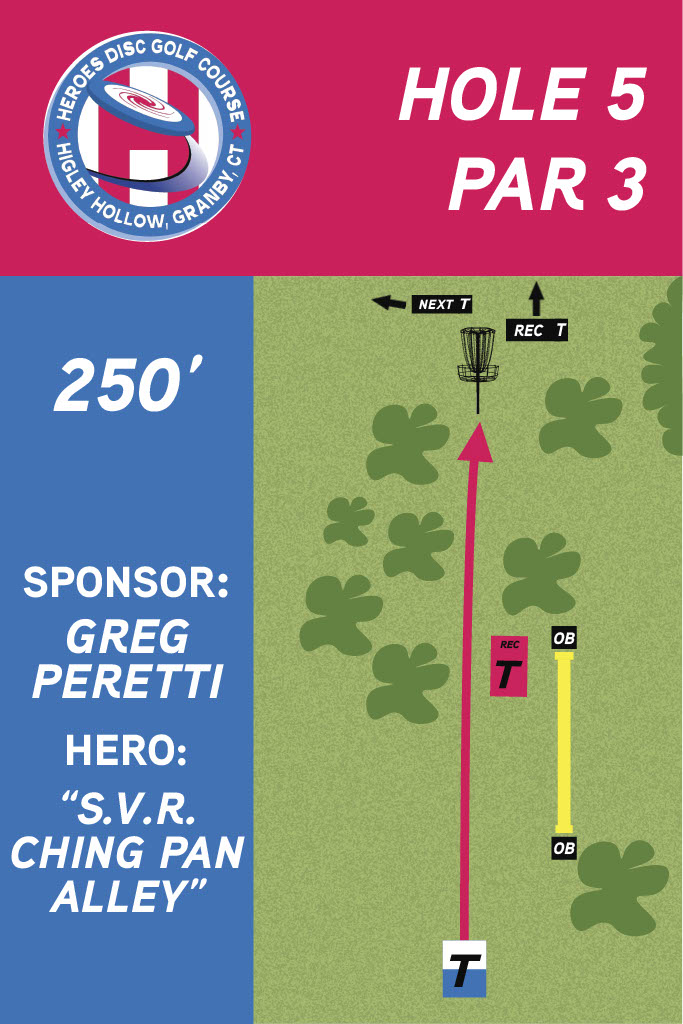 HEROES DISC GOLF COURSE
HIGLEY HOLLOW, GRANBY, CT
HOLE 5
PAR 3
250’
SPONSOR:
GREG
PERETTI
HERO:
“S.V.R.
CHING PAN
ALLEY”
NEXT T
REC T
OB
REC
T
OB
T